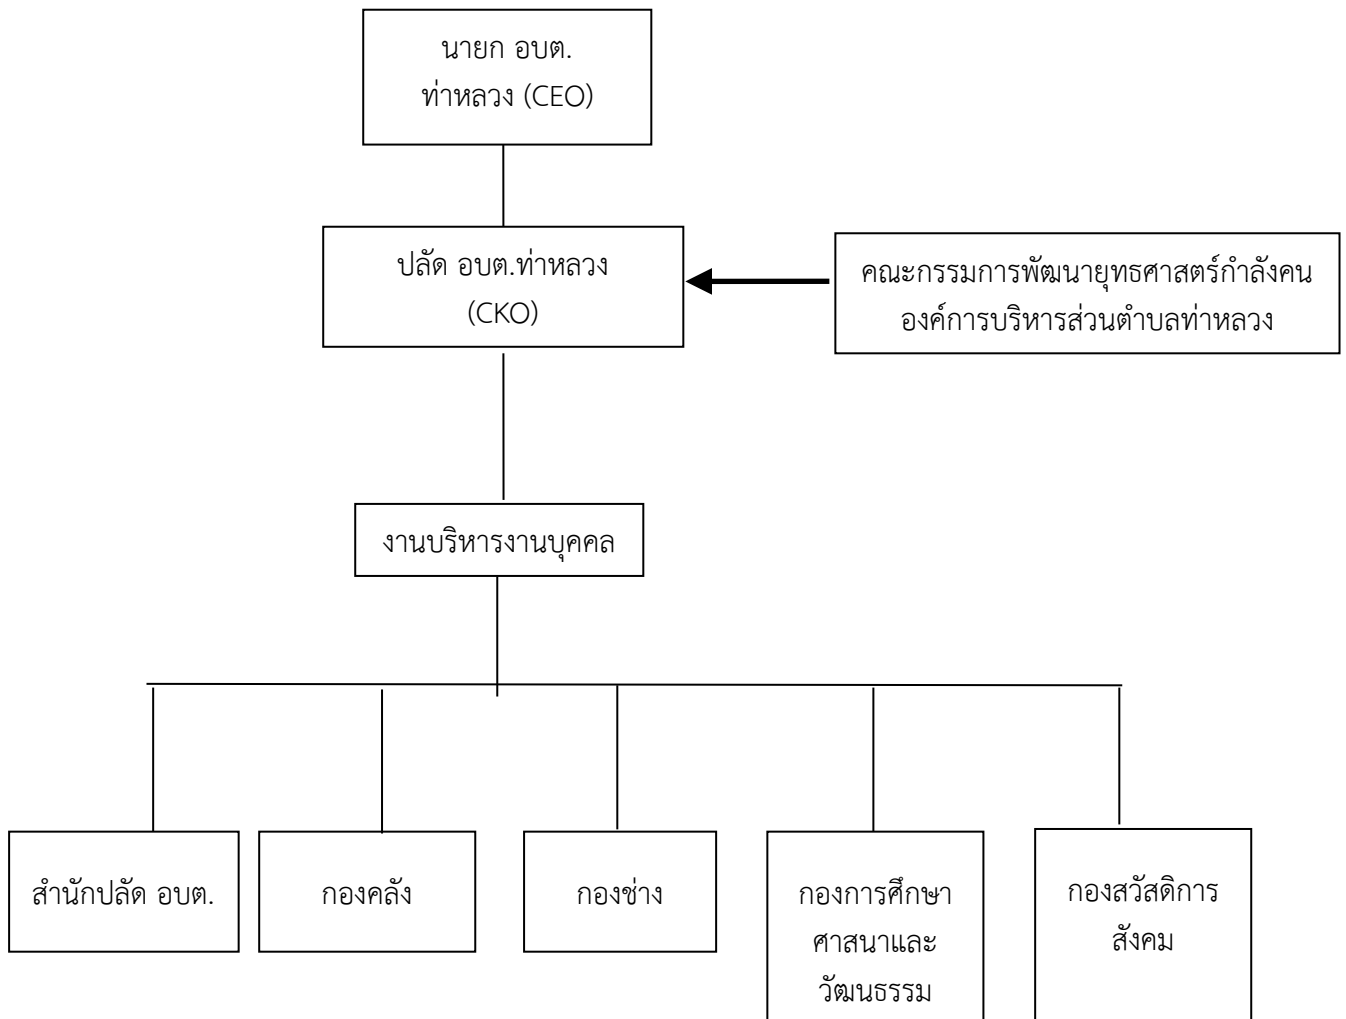 นายก อบต.
ท่าหลวง (CEO)
ปลัด อบต.ท่าหลวง
(CKO)
คณะกรรมการพัฒนายุทธศาสตร์กำลังคน
องค์การบริหารส่วนตำบลท่าหลวง
งานบริหารงานบุคคล
สำนักปลัด อบต.
กองคลัง
กองช่าง
กองการศึกษา
ศาสนาและ
วัฒนธรรม
กองสวัสดิการ
สังคม